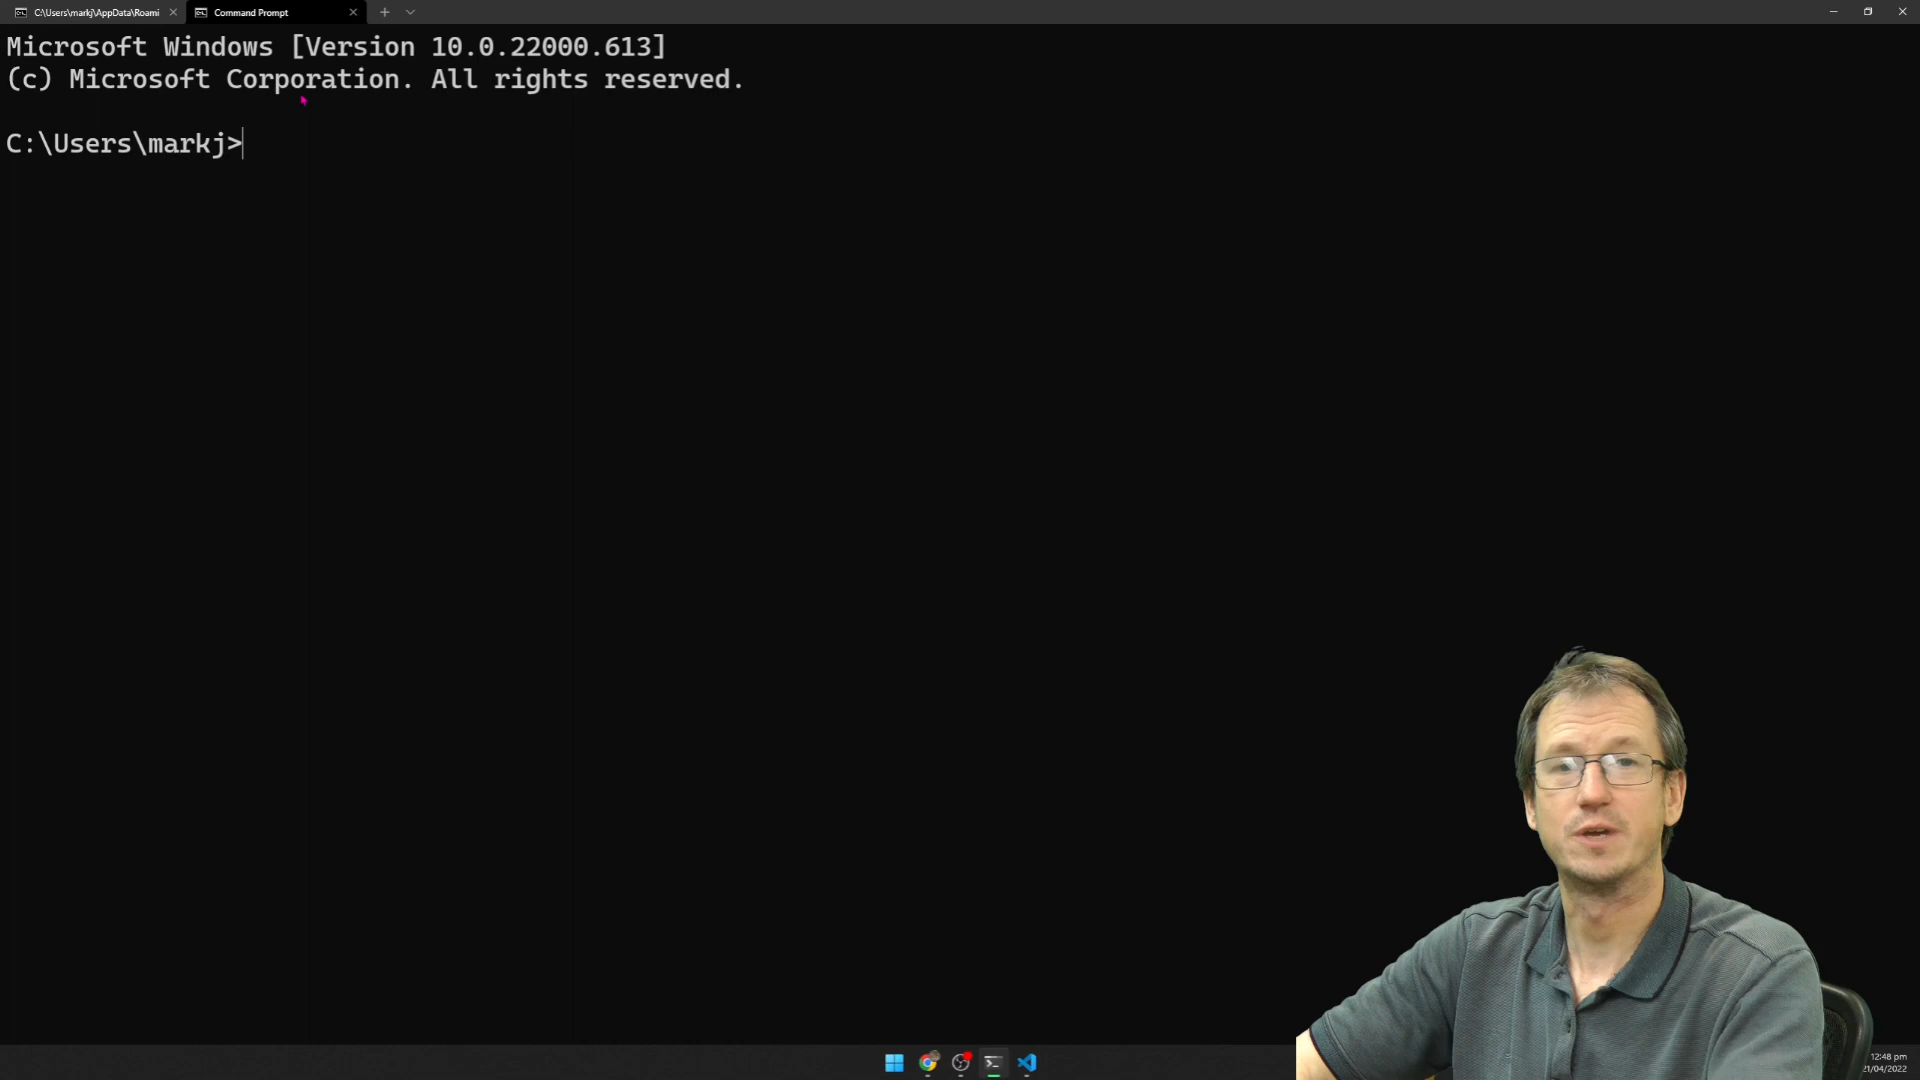 C:\Users\markj\AppData\Roami
Command Prompt
Microsoft Windows [Version 10.0.22000.613]
(c) Microsoft Corporation. All rights reserved.
C:\Users\markj>
12:48 pm
21/04/2022